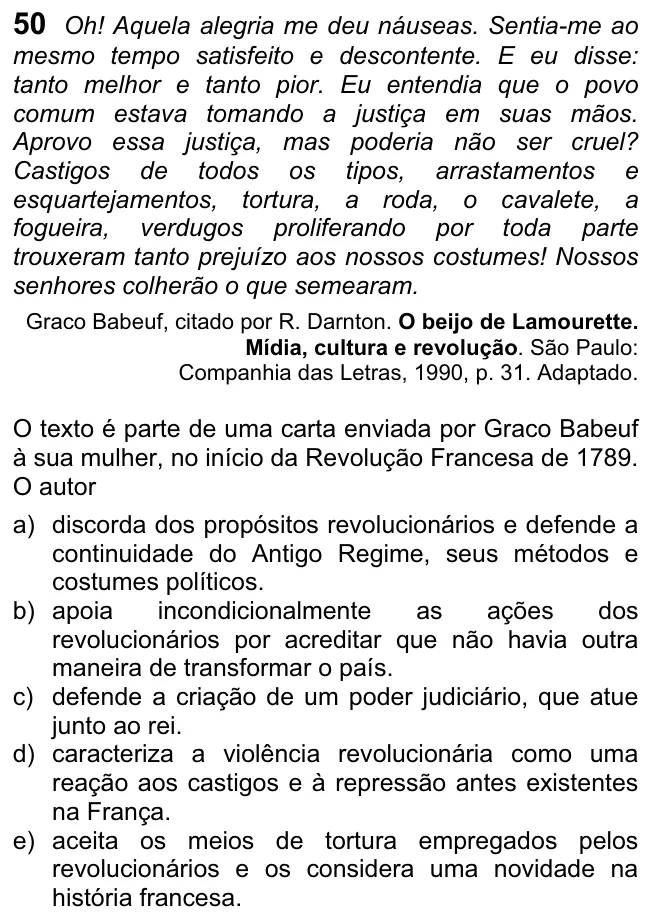 50 Oh! Aquela alegria me deu náuseas. Sentia-me ao
mesmo tempo satisfeito e descontente. E eu disse:
tanto melhor e tanto pior. Eu entendia que o povo
comum estava tomando a justiça em suas mãos.
Aprovo essa justiça, mas poderia não ser cruel?
Castigos de todos os tipos, arrastamentos e
esquartejamentos, tortura, a roda, o cavalete, a
fogueira, verdugos proliferando por toda parte
trouxeram tanto prejuízo aos nossos costumes! Nossos
senhores colherão o que semearam.
Graco Babeuf, citado por R. Darnton. O beijo de Lamourette.
Mídia, cultura e revolução. São Paulo:
Companhia das Letras, 1990, p. 31. Adaptado.
O texto é parte de uma carta enviada por Graco Babeuf
à sua mulher, no início da Revolução Francesa de 1789.
O autor
a) discorda dos propósitos revolucionários e defende a
continuidade do Antigo Regime, seus métodos e
costumes políticos.
b) apoia incondicionalmente as ações dos
revolucionários por acreditar que não havia outra
maneira de transformar o país.
c) defende a criação de um poder judiciário, que atue
junto ao rei.
d) caracteriza a violência revolucionária como uma
reação aos castigos e à repressão antes existentes
na França.
e) aceita os meios de tortura empregados pelos
revolucionários e os considera uma novidade na
história francesa.